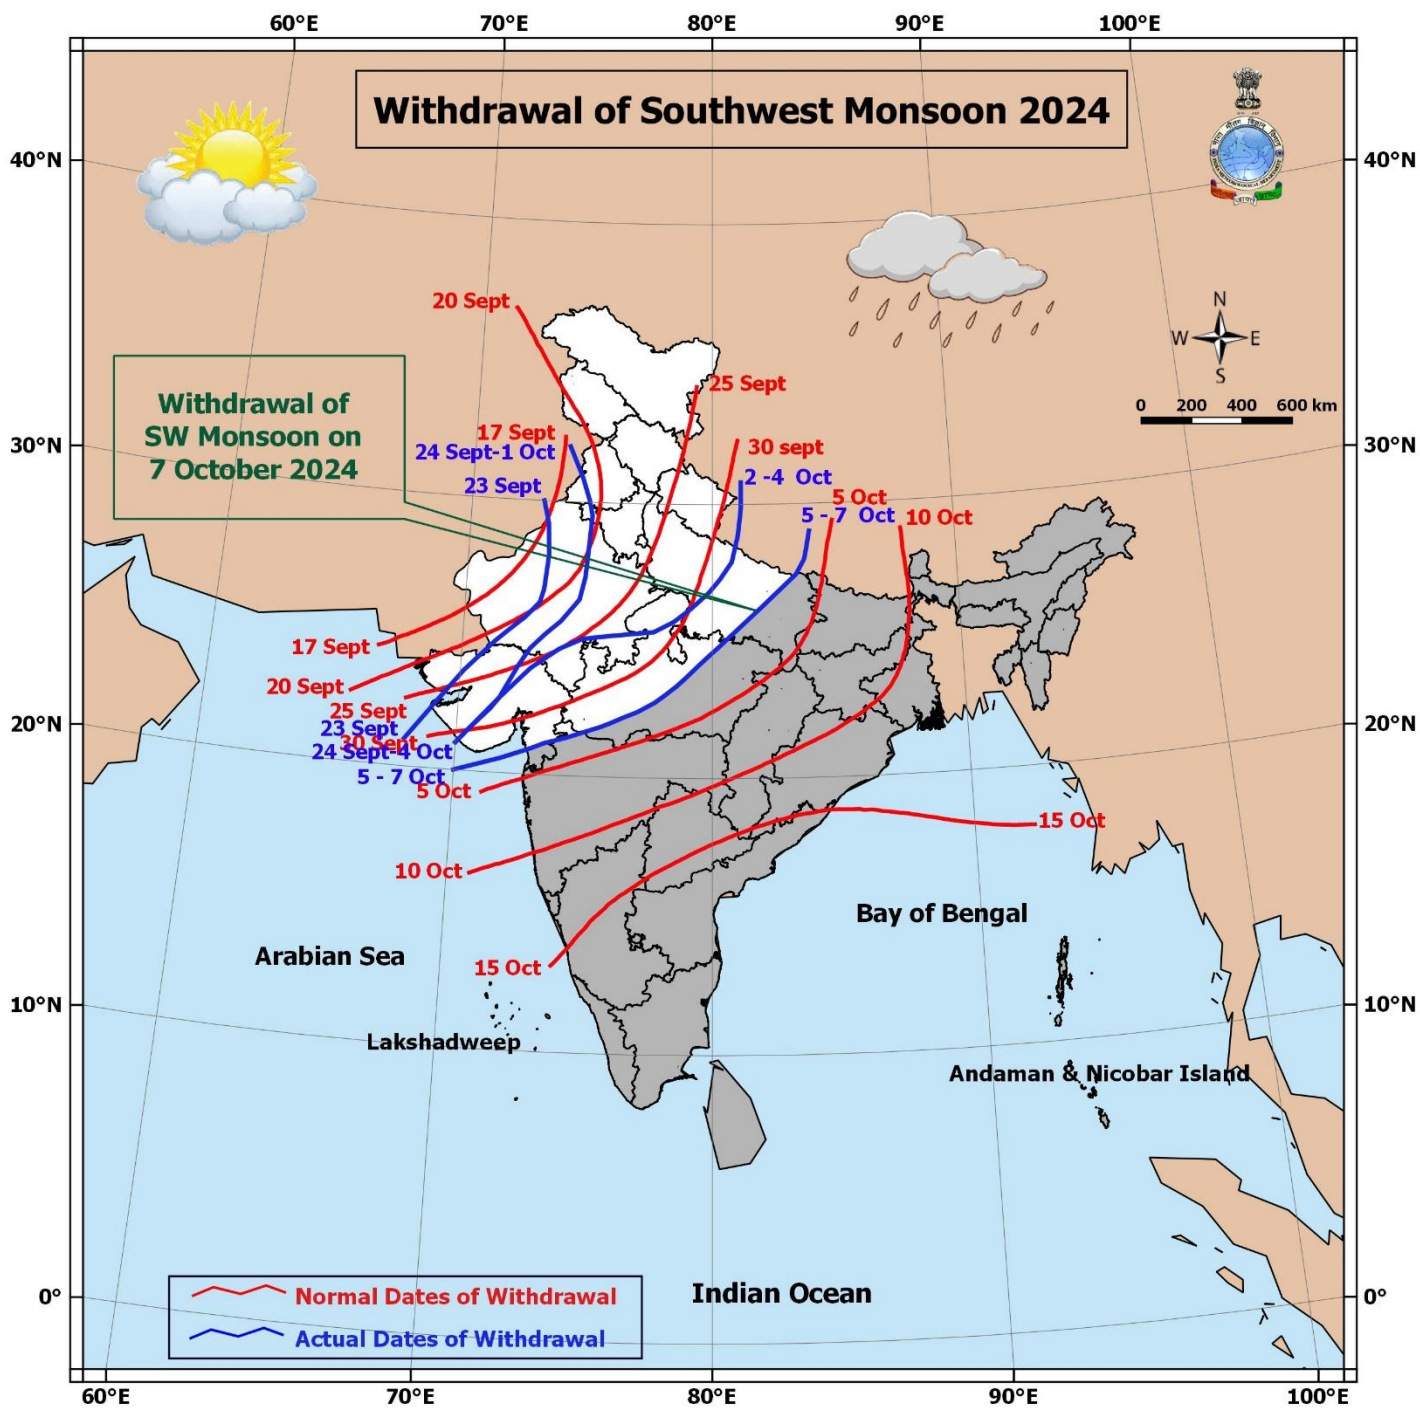 60°E 70°E 80°E 90°E 100°E
Withdrawal of Southwest Monsoon 2024
40°N 40°N
N
W E
S
20 Sept
0 200 400 600 km
25 Sept
Withdrawal of
SW Monsoon on
7 October 2024
17 Sept
24 Sept-1 Oct
30 sept
30°N 30°N
2 -4 Oct
23 Sept
5 Oct
5 - 7 Oct
10 Oct
17 Sept
20 Sept
25 Sept
20°N 20°N
23 Sept
30 Sept
24 Sept-4 Oct
5 - 7 Oct
5 Oct
15 Oct
10 Oct
Bay of Bengal
Arabian Sea
15 Oct
10°N 10°N
Lakshadweep
Andaman & Nicobar Island
Indian Ocean
0° 0°
Normal Dates of Withdrawal
Actual Dates of Withdrawal
60°E 70°E 80°E 90°E 100°E